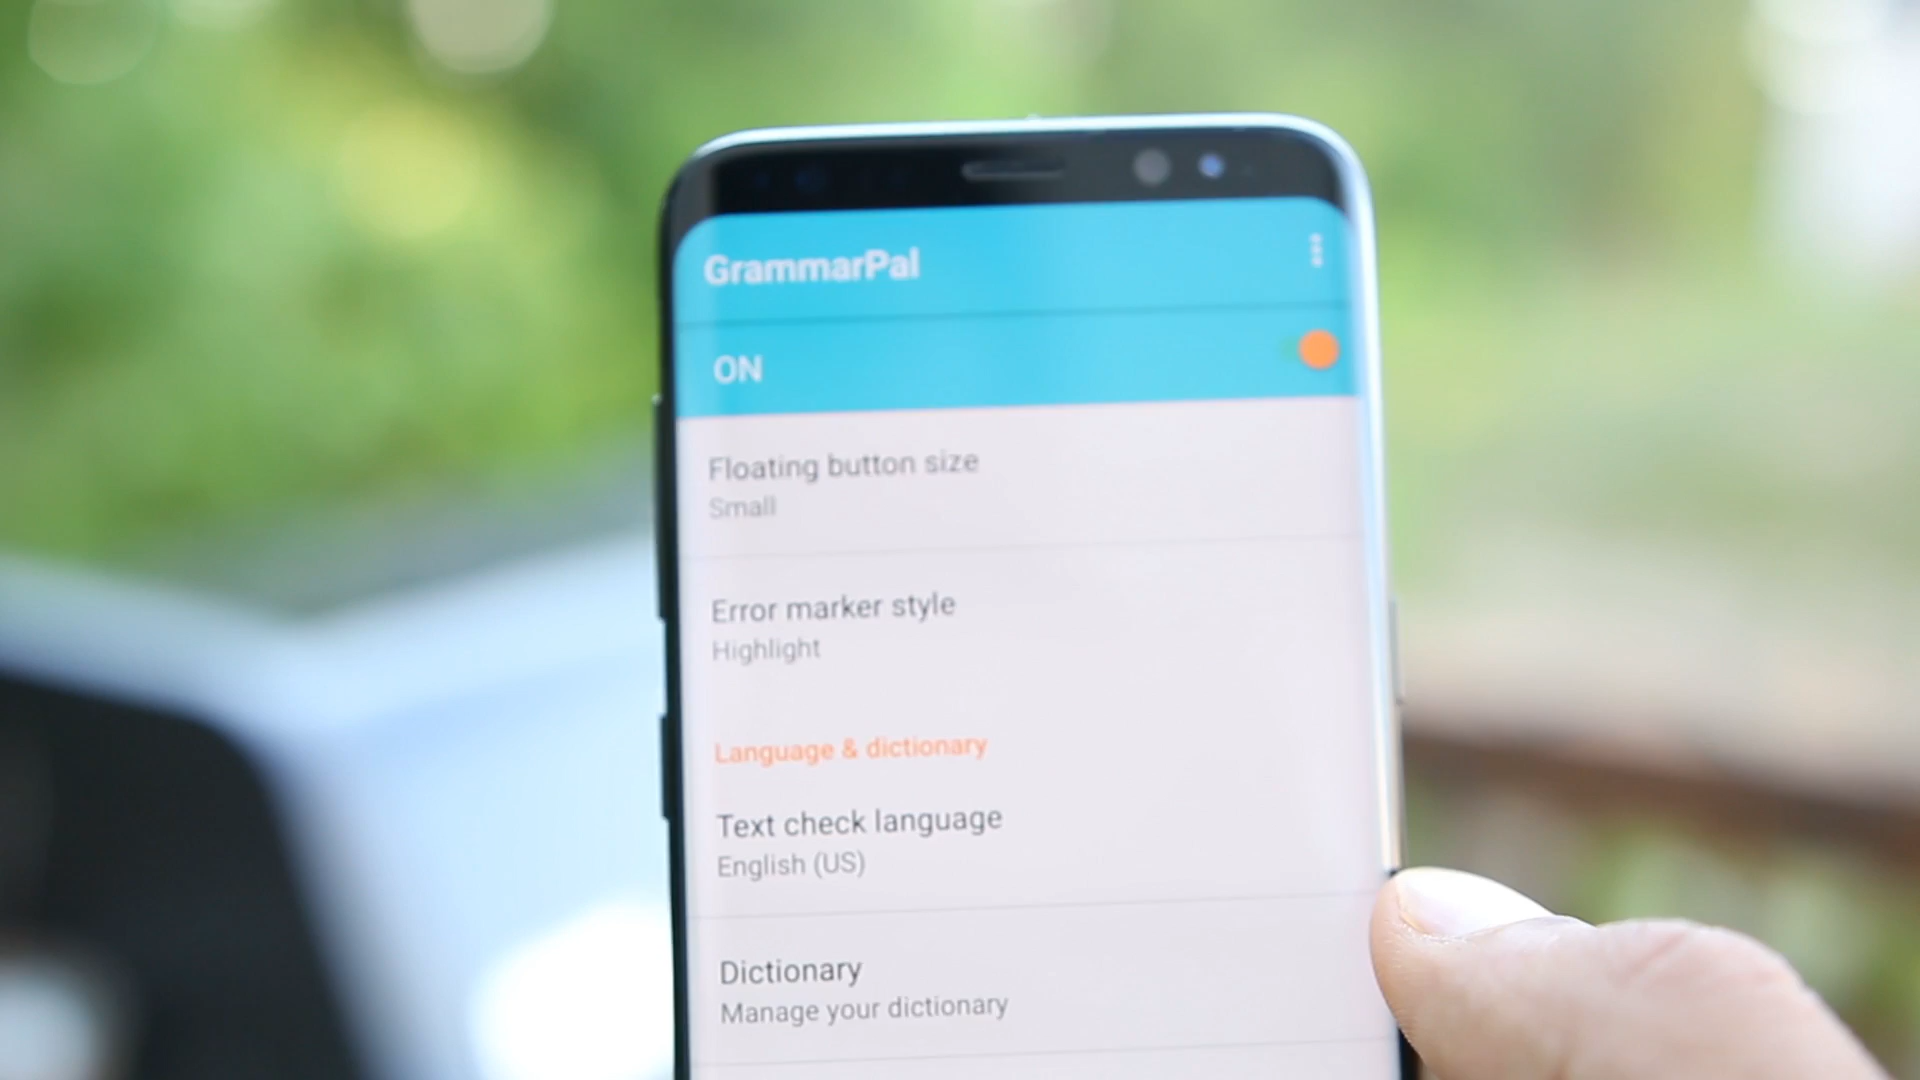 GrammarPal
ON
Floating button size
Small
Error marker style
Highlight
Language & dictionary
Text check language
English (US)
Dictionary
Manage your dictionary